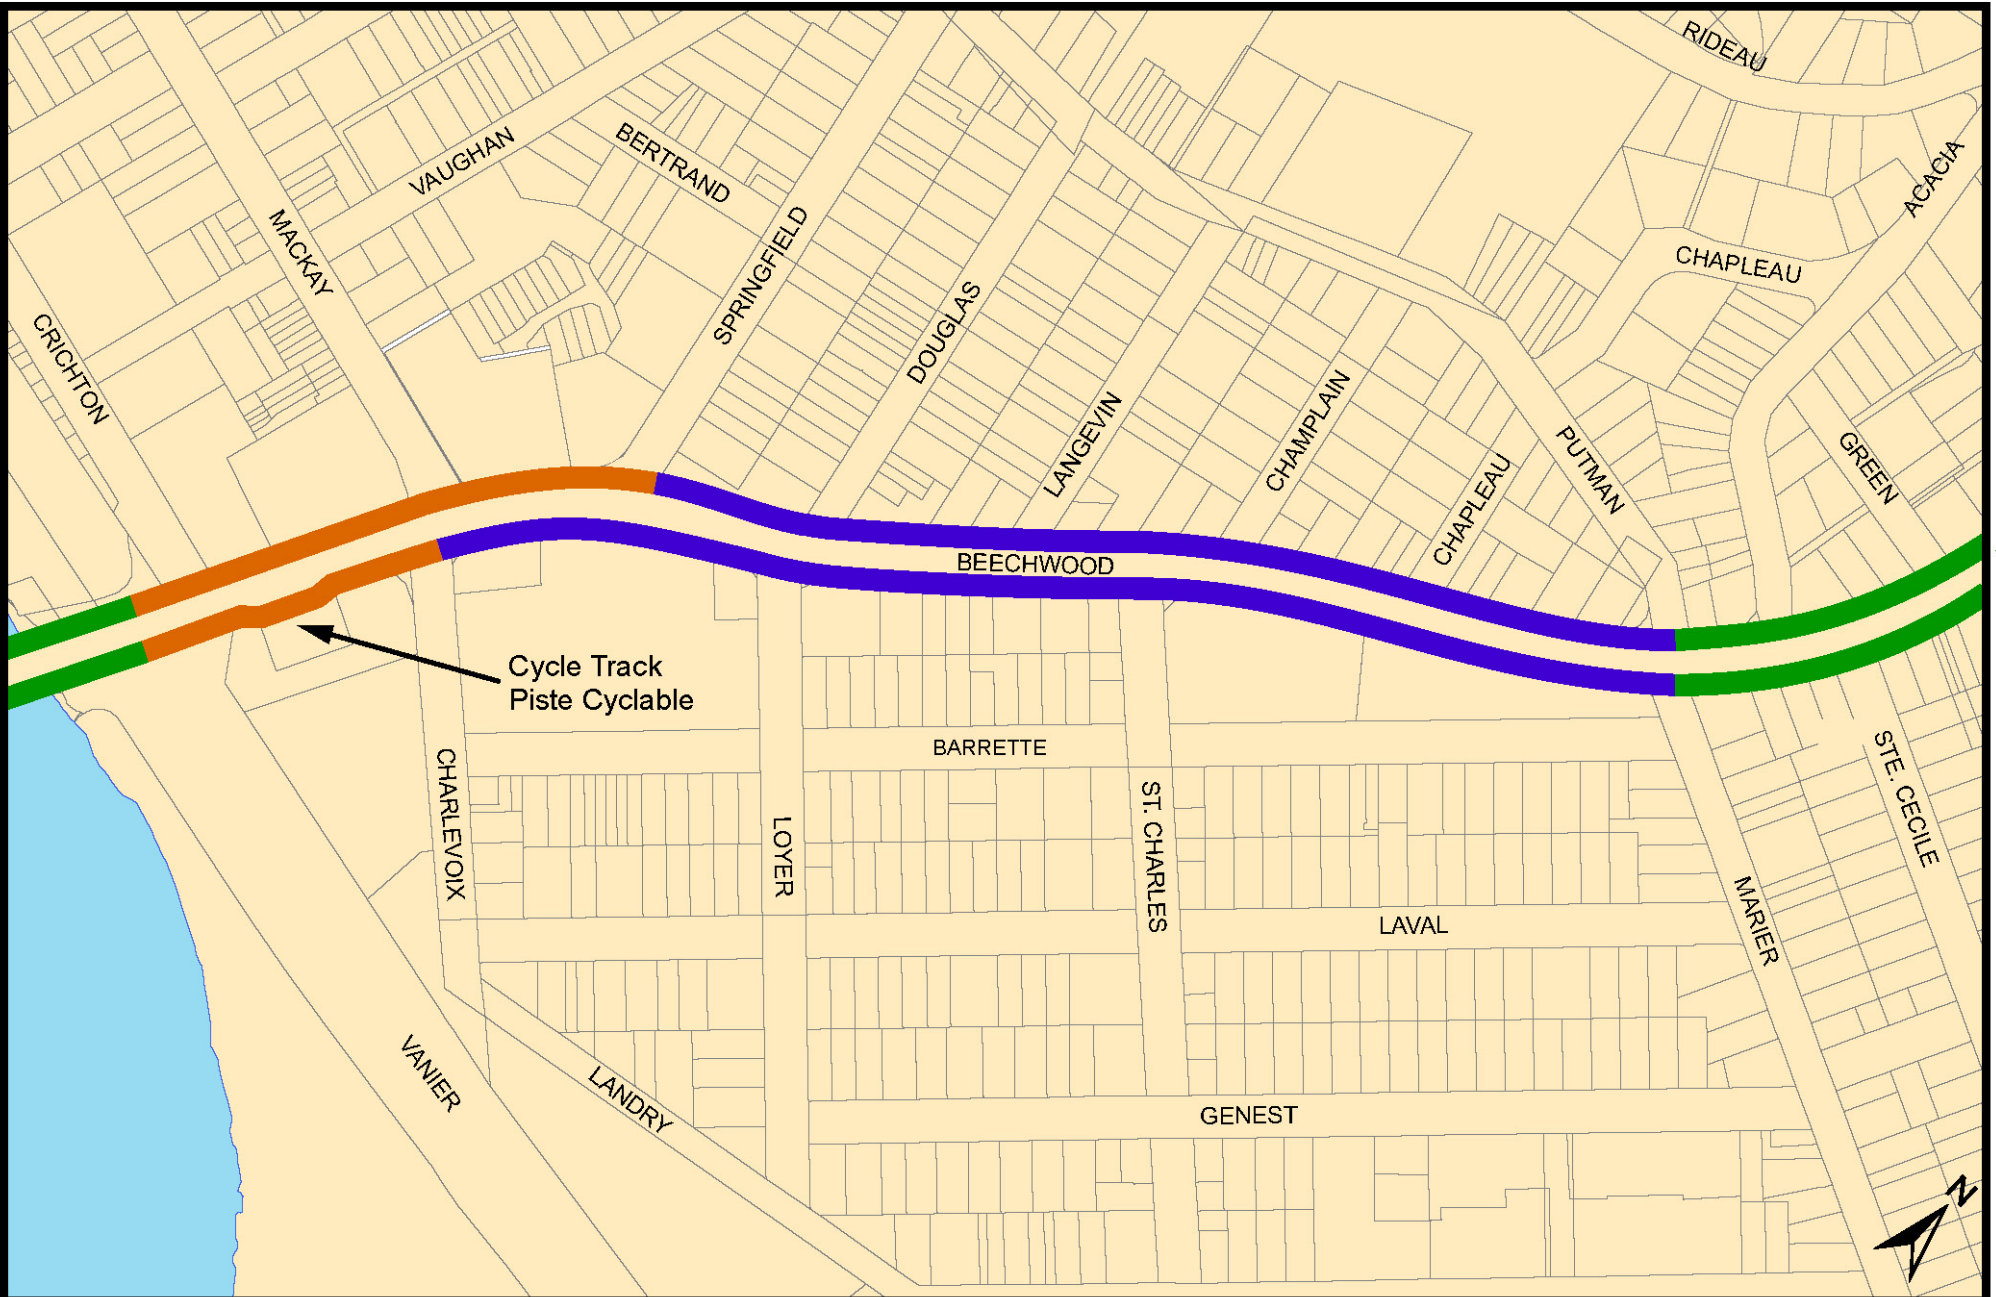 RIDEAU
VAUGHAN
BERTRAND
ACACIA
MACKAY
SPRINGFIELD
CHAPLEAU
CRICHTON
DOUGLAS
LANGEVIN
CHAMPLAIN
CHAPLEAU
PUTMAN
GREEN
BEECHWOOD
Cycle Track
Piste Cyclable
BARRETTE
CHARLEVOIX
LOYER
ST. CHARLES
STE. CECILE
LAVAL
MARIER
VANIER
LANDRY
GENEST
N